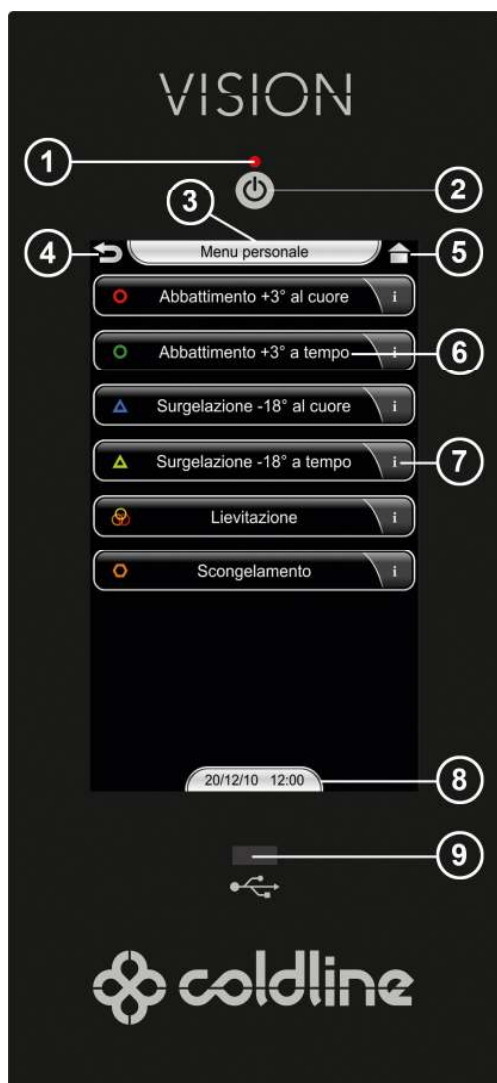 VISION
1
2
3
4
Menu personale
5
Abbattimento +3° al cuore i
Abbattimento +3° a tempo i
6
Surgelazione -18° al cuore i
Surgelazione -18° a tempo i
7
Lievitazione i
Scongelamento i
20/12/10 12:00
8
9
coldline